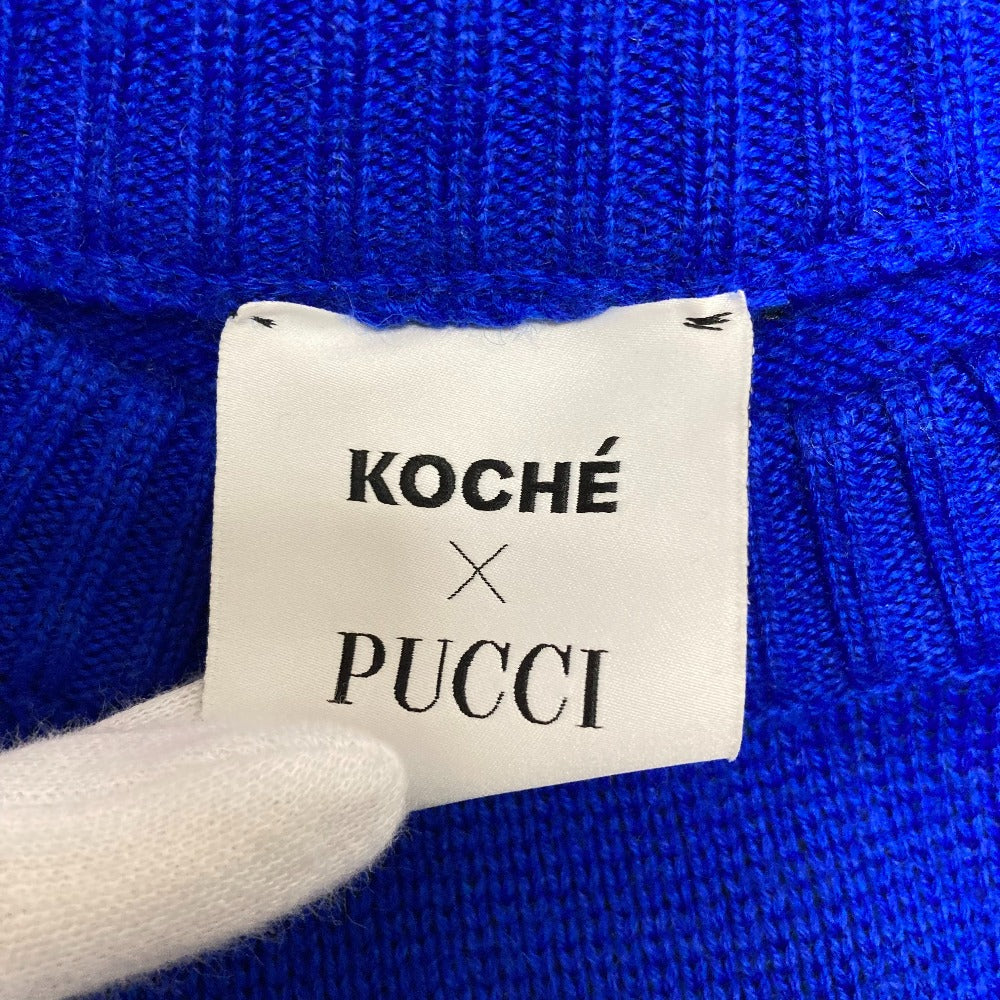 KOCHÉ
×
PUCCI